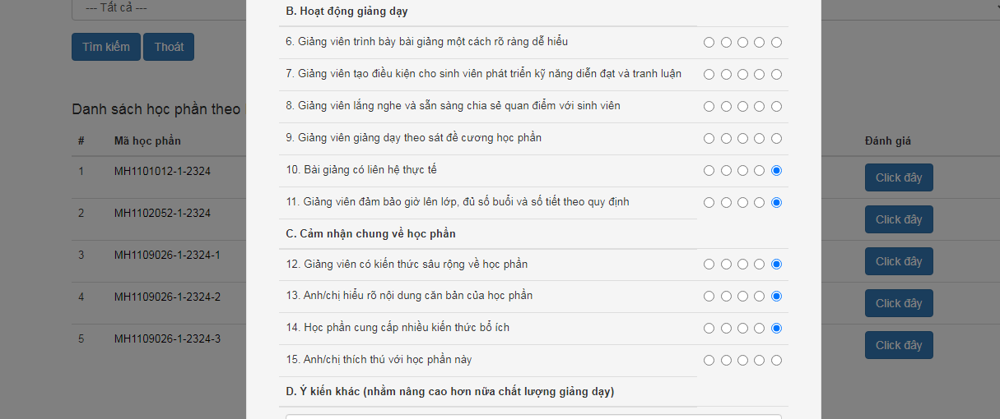 --- Tất cả ---
Tìm kiếm
Thoát
Danh sách học phần theo
# Mã học phần Đánh giá
1 MH1101012-1-2324 Click đây
2 MH1102052-1-2324 Click đây
3 MH1109026-1-2324-1 Click đây
4 MH1109026-1-2324-2 Click đây
5 MH1109026-1-2324-3 Click đây
B. Hoạt động giảng dạy
6. Giảng viên trình bày bài giảng một cách rõ ràng dễ hiểu
7. Giảng viên tạo điều kiện cho sinh viên phát triển kỹ năng diễn đạt và tranh luận
8. Giảng viên lắng nghe và sẵn sàng chia sẻ quan điểm với sinh viên
9. Giảng viên giảng dạy theo sát đề cương học phần
10. Bài giảng có liên hệ thực tế
11. Giảng viên đảm bảo giờ lên lớp, đủ số buổi và số tiết theo quy định
C. Cảm nhận chung về học phần
12. Giảng viên có kiến thức sâu rộng về học phần
13. Anh/chị hiểu rõ nội dung căn bản của học phần
14. Học phần cung cấp nhiều kiến thức bổ ích
15. Anh/chị thích thú với học phần này
D. Ý kiến khác (nhằm nâng cao hơn nữa chất lượng giảng dạy)